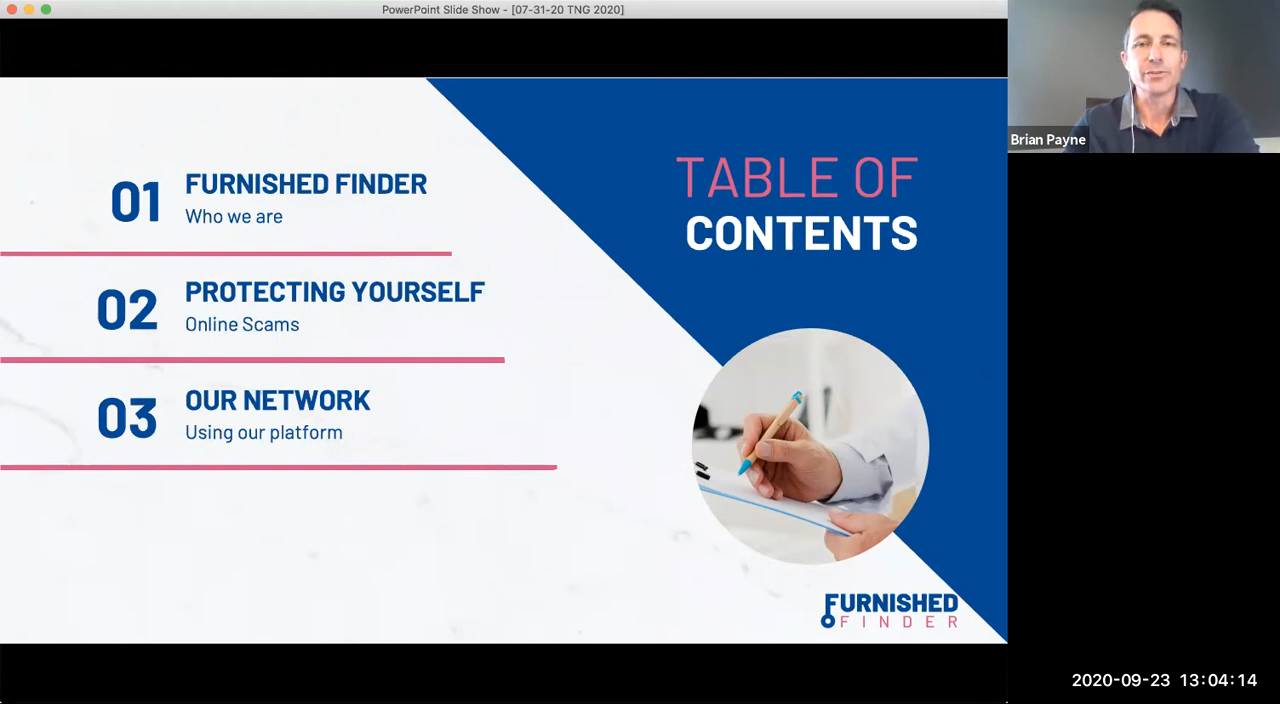 PowerPoint Slide Show - [07-31-20 TNG 2020]
Brian Payne
TABLE OF
CONTENTS
01
FURNISHED FINDER
Who we are
02
PROTECTING YOURSELF
Online Scams
03
OUR NETWORK
Using our platform
FURNISHED
FINDER
2020-09-23 13:04:14